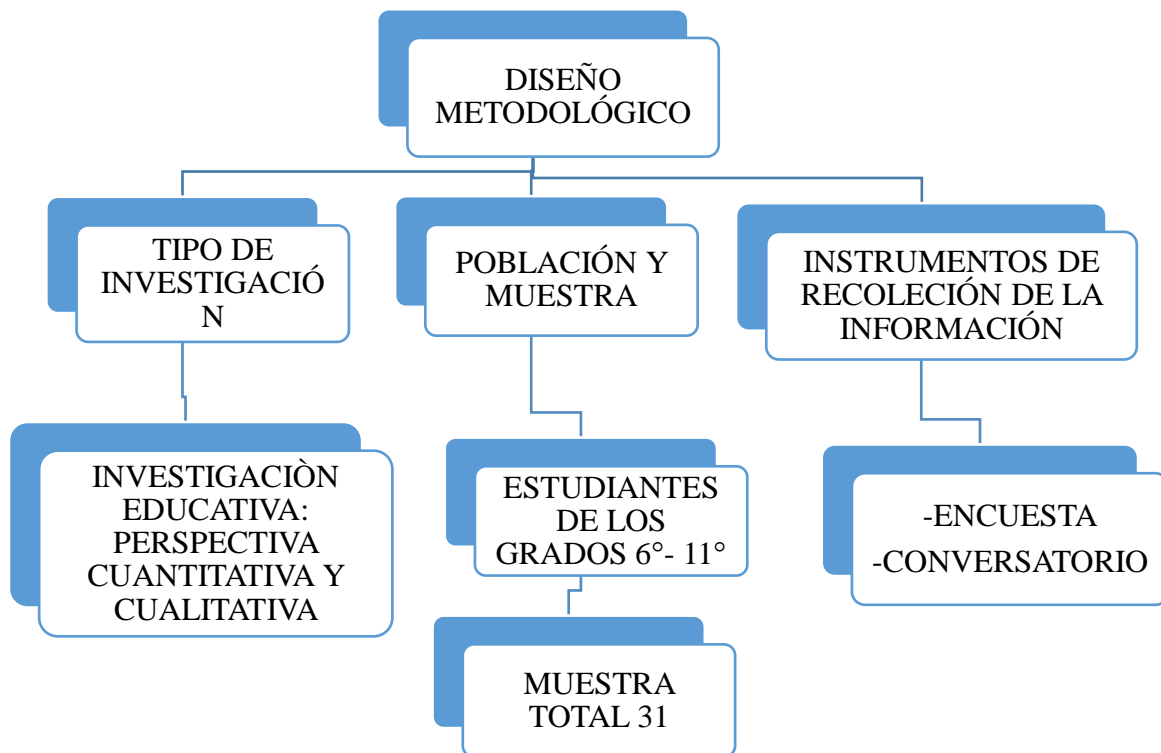 DISEÑO
METODOLÓGICO
TIPO DE
INVESTIGACIÓ
N
POBLACIÓN Y
MUESTRA
INSTRUMENTOS DE
RECOLECIÓN DE LA
INFORMACIÓN
INVESTIGACIÒN
EDUCATIVA:
PERSPECTIVA
CUANTITATIVA Y
CUALITATIVA
ESTUDIANTES
DE LOS
GRADOS 6°- 11°
-ENCUESTA
-CONVERSATORIO
MUESTRA
TOTAL 31